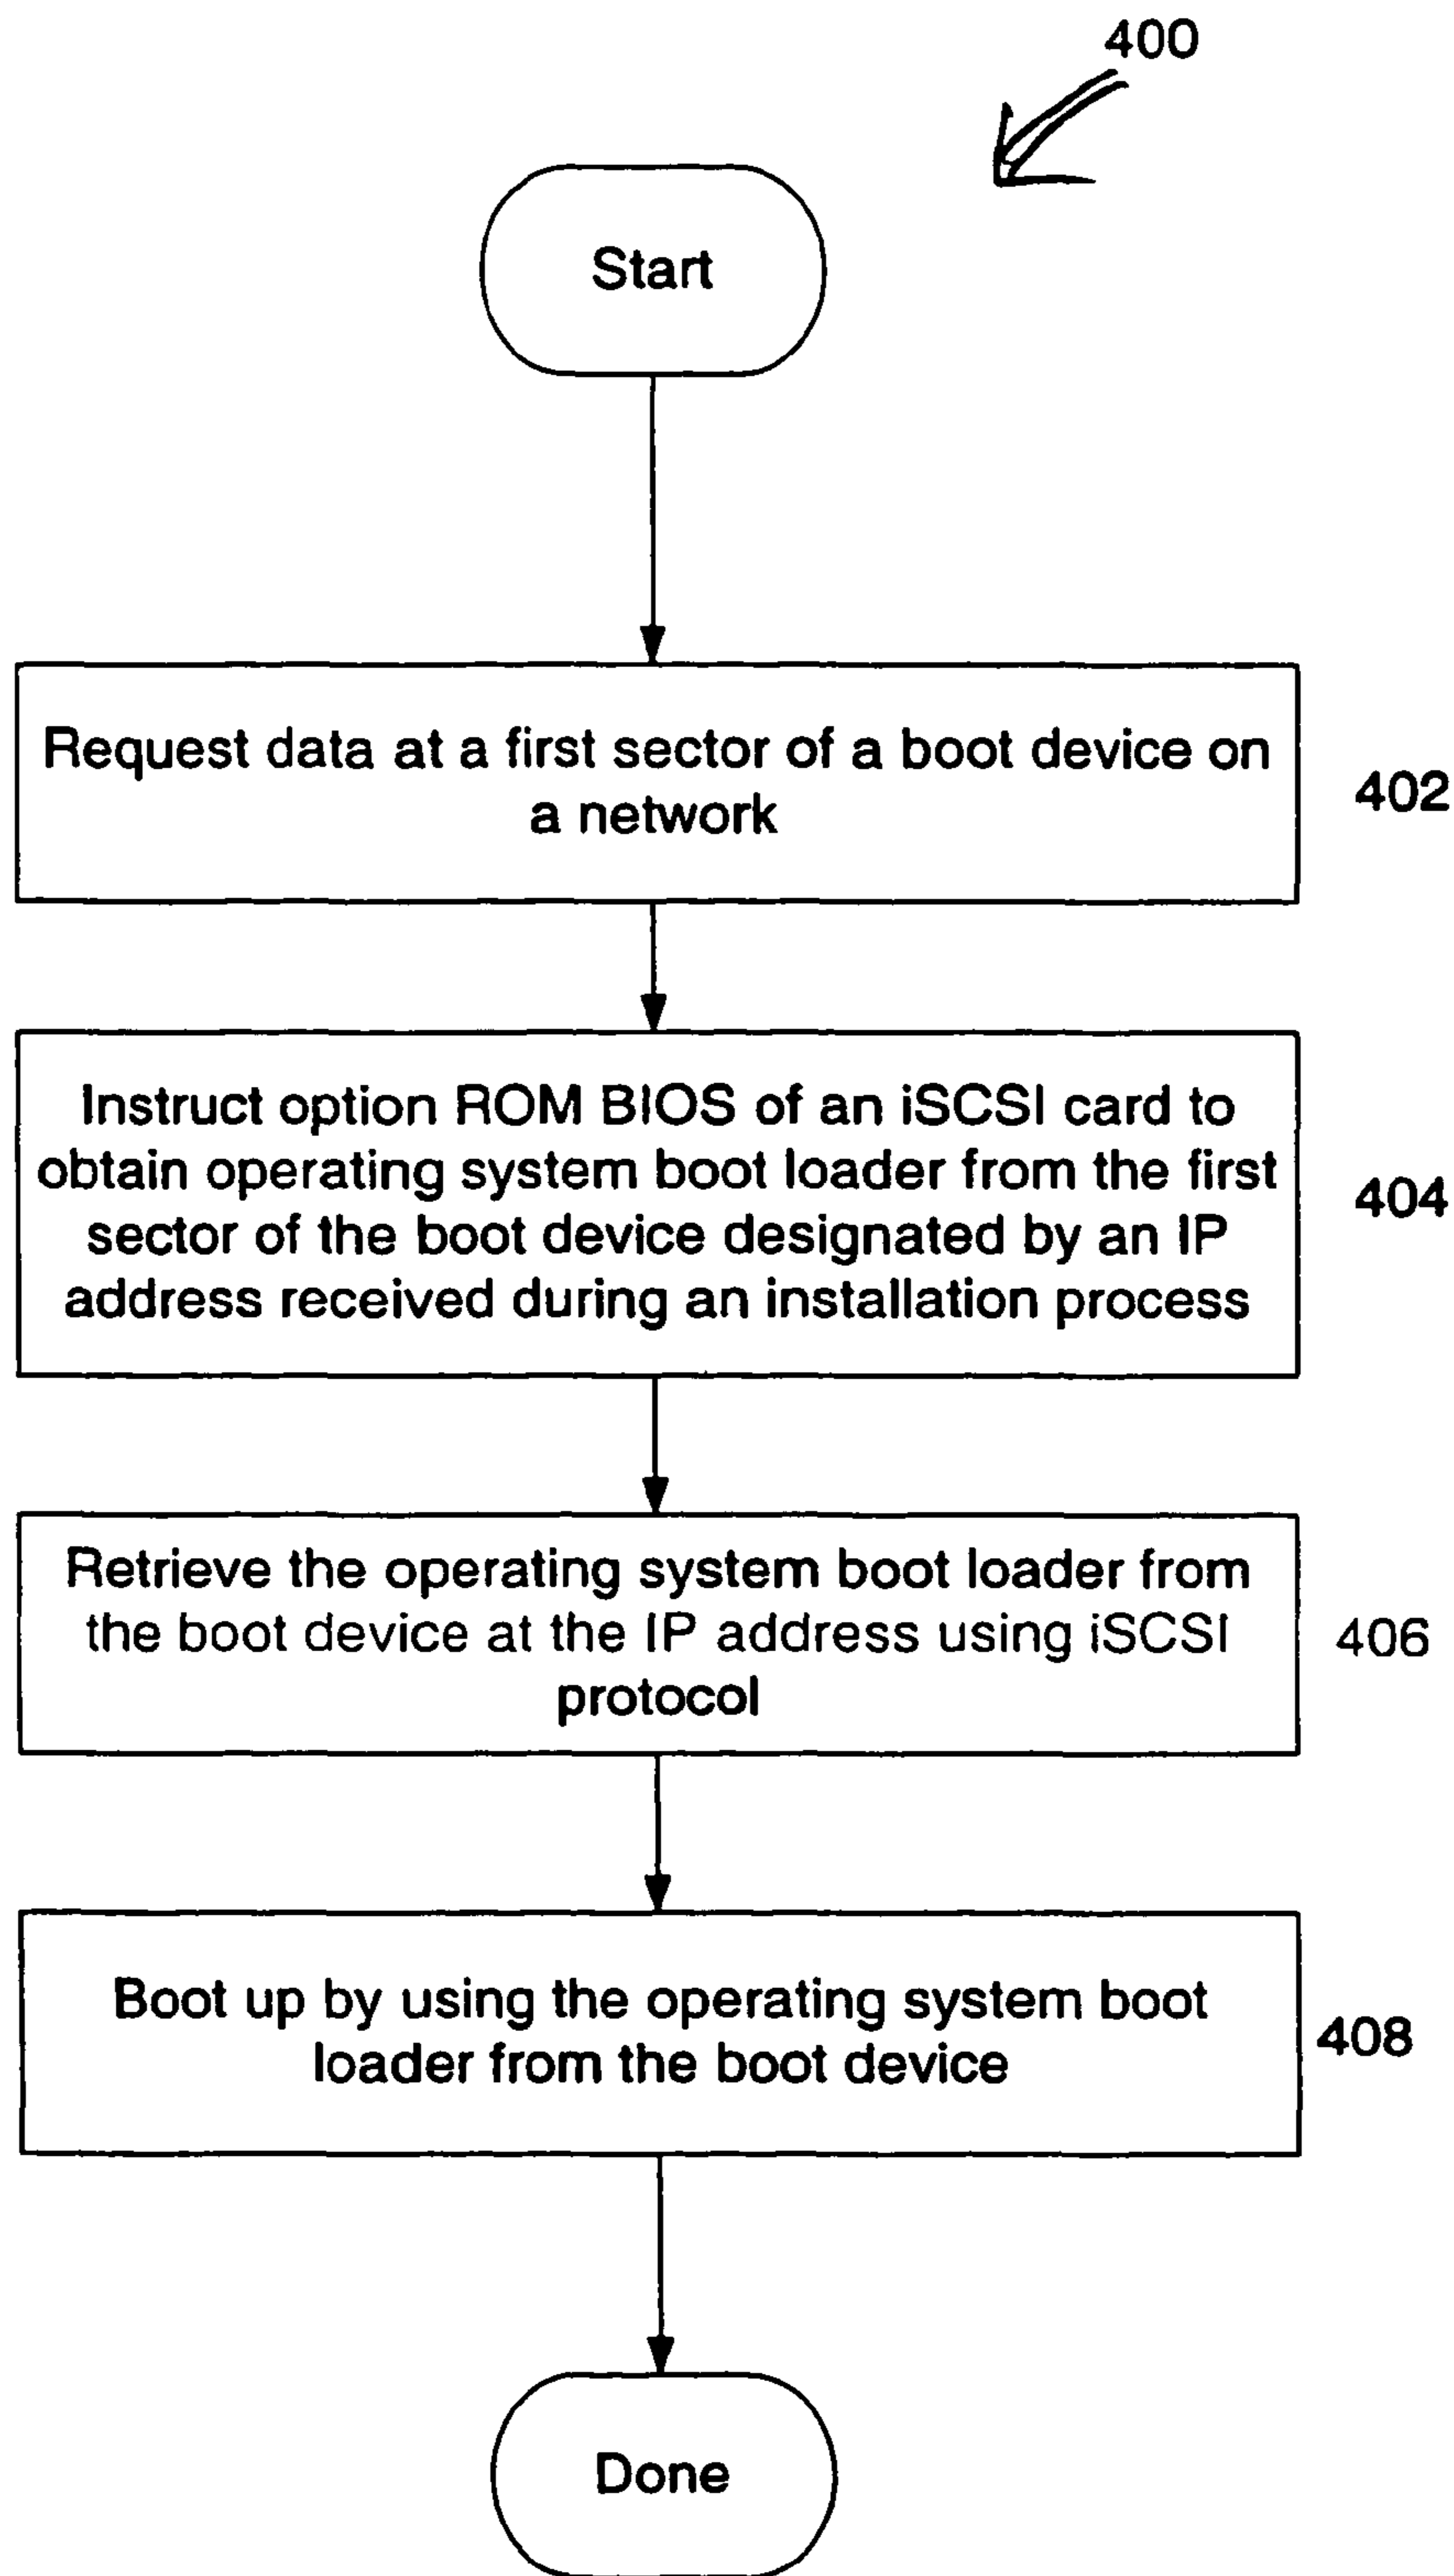 400
Start
Request data at a first sector of a boot device on
a network
402
Instruct option ROM BIOS of an iSCSI card to
obtain operating system boot loader from the first
sector of the boot device designated by an IP
address received during an installation process
404
Retrieve the operating system boot loader from
the boot device at the IP address using iSCSI
protocol
406
Boot up by using the operating system boot
loader from the boot device
408
Done